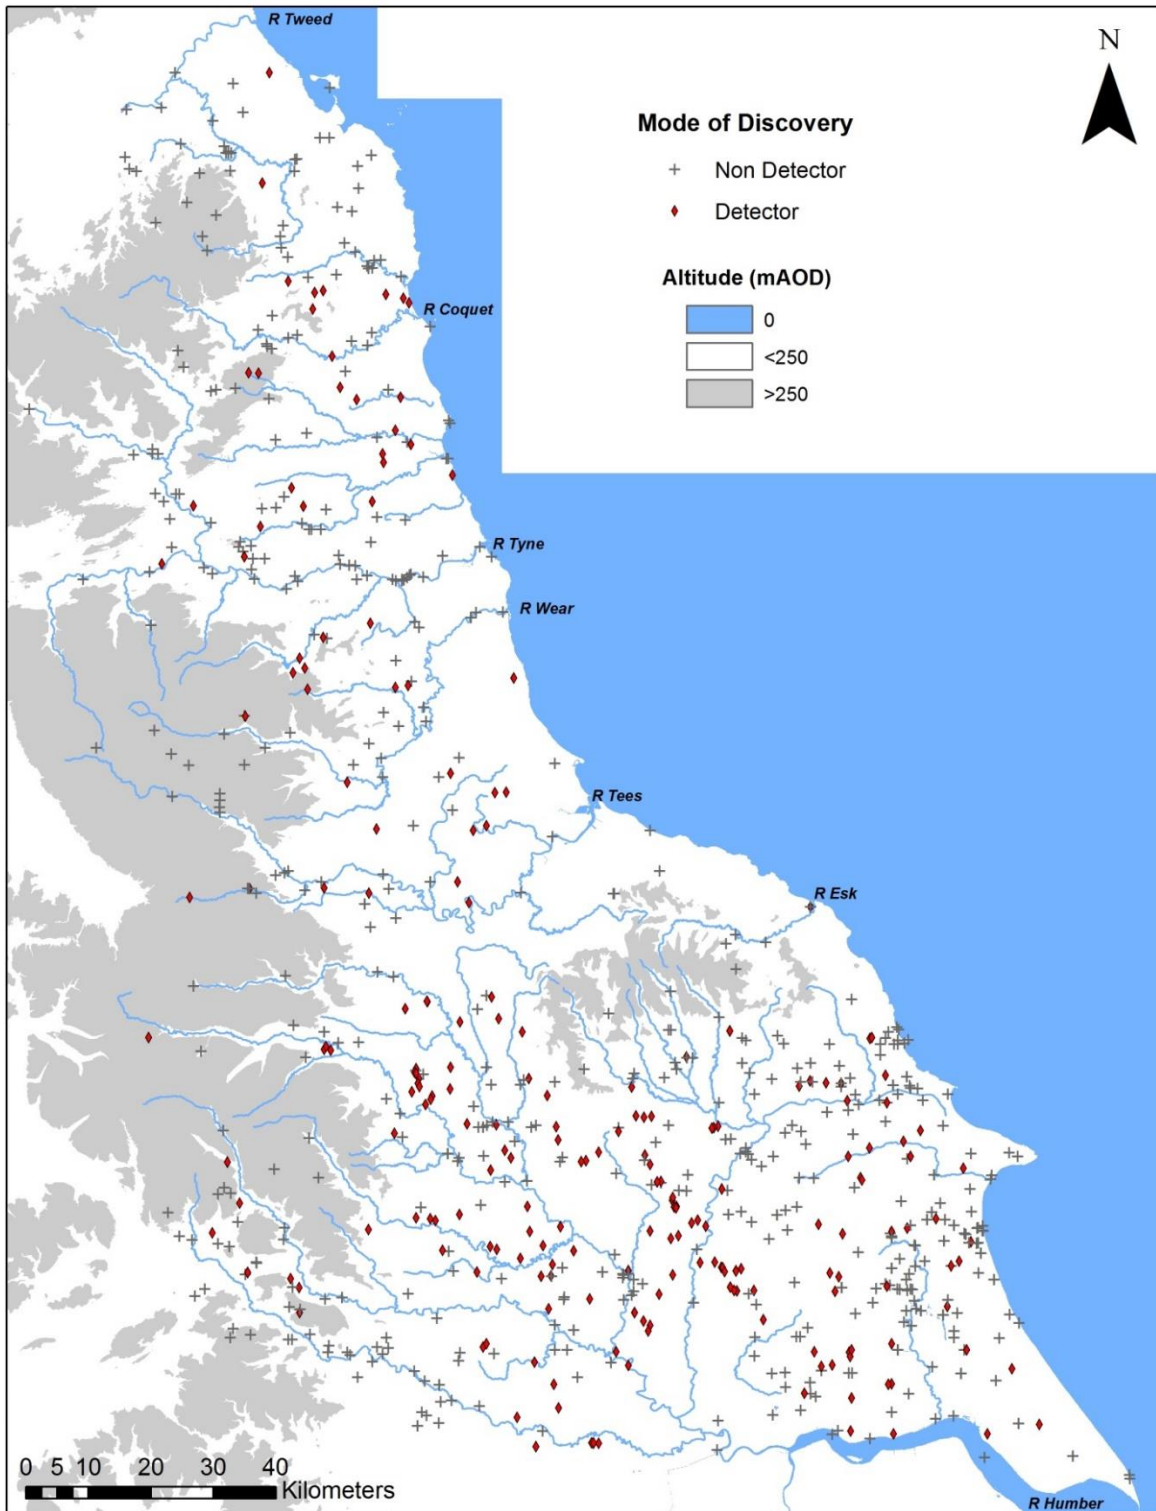 R Tweed
N
Mode of Discovery
Non Detector
Detector
Altitude (mAOD)
0
<250
>250
R Coquet
R Tyne
R Wear
R Tees
R Esk
0 5 10 20 30 40
Kilometers
R Humber